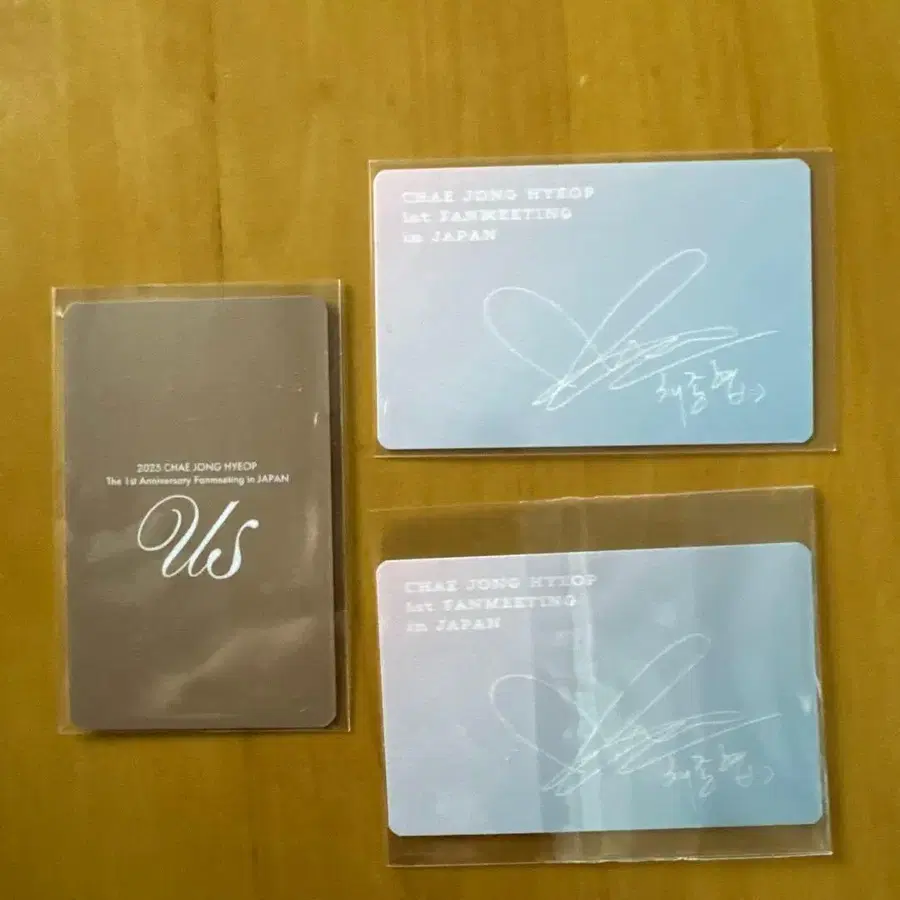 2025 CHAE JONG HYEOP
The 1st Anniversary Fanmeeting in JAPAN
Us
CHAE JONG HYEOP
1st FANMEETING
in JAPAN
채종협
CHAE JONG HYEOP
1st FANMEETING
in JAPAN
채종협